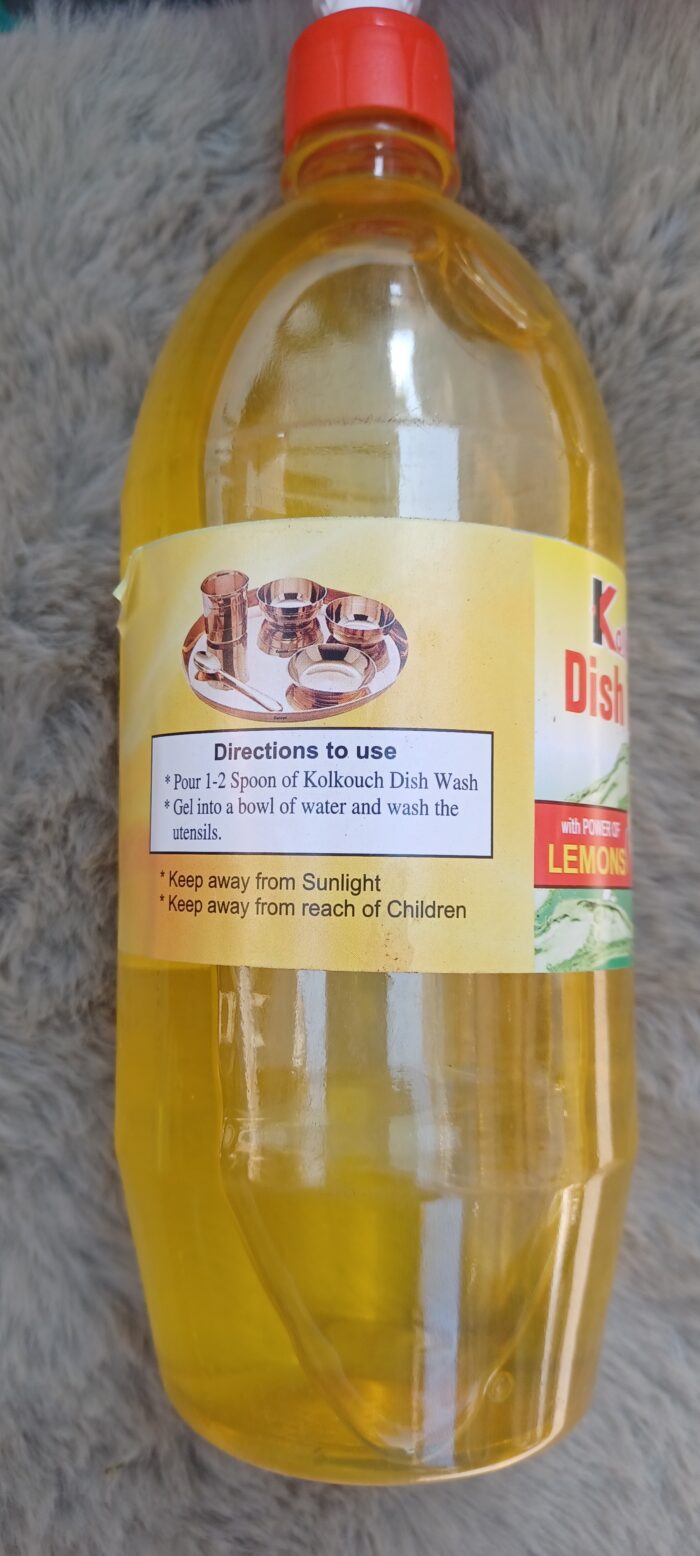 Directions to use
* Pour 1-2 Spoon of Kolkouch Dish Wash
* Gel into a bowl of water and wash the
utensils.
* Keep away from Sunlight
* Keep away from reach of Children
Dish
with POWER OF
LEMONS